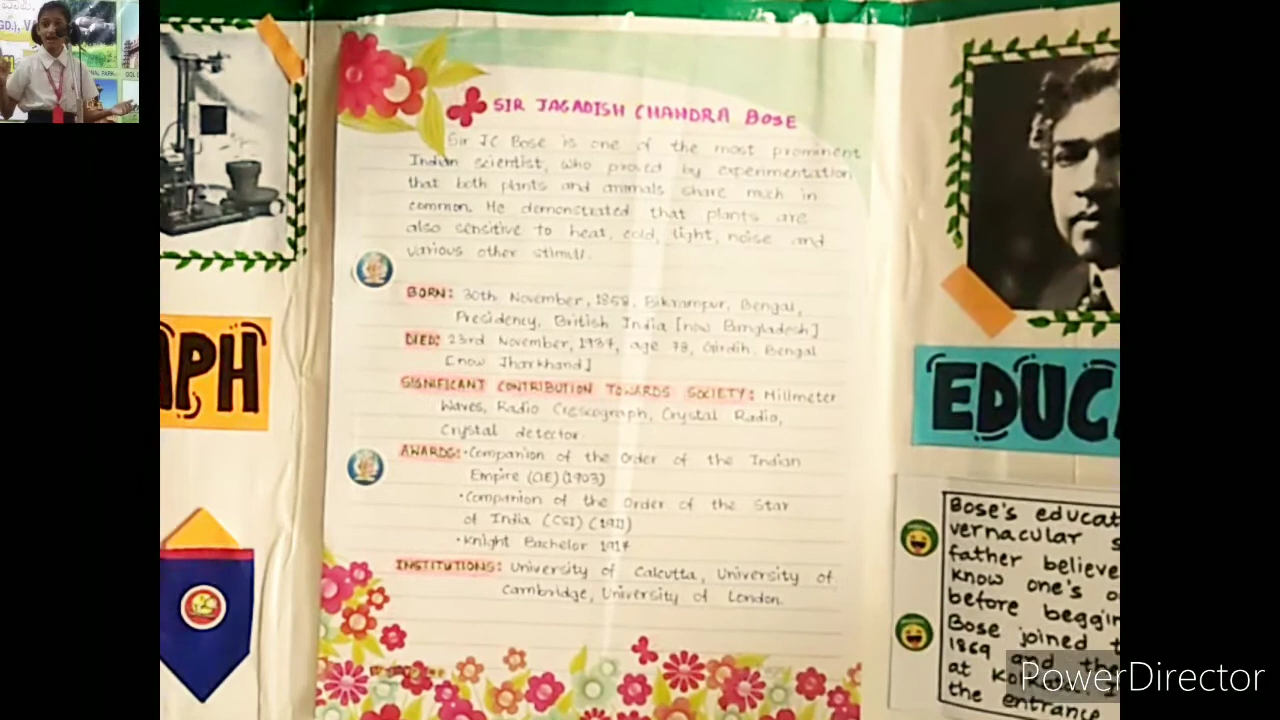 SIR JAGADISH CHANDRA BOSE
Sir JC Bose is one of the most prominent
Indian scientist, who proved by experimentation
that both plants and animals share much in
common. He demonstrated that plants are
also sensitive to heat, cold, light, noise and
various other stimuli.
BORN: 30th November, 1858, Bikrampur, Bengal,
Presidency, British India [now Bangladesh]
DIED: 23rd November, 1937, age 78, Giridih, Bengal
[now Jharkhand]
SIGNIFICANT CONTRIBUTION TOWARDS SOCIETY: Millmeter
Waves, Radio Crescograph, Crystal Radio,
Crystal detector.
AWARDS: • Companion of the Order of the Indian
Empire (CIE) (1903)
• Companion of the Order of the Star
of India (CSI) (1911)
• Knight Bachelor 1917
INSTITUTIONS: University of Calcutta, University of
Cambridge, University of London.
APH
EDUC
Bose's educat
vernacular s
father believe
know one's o
before beggin
Bose joined t
1869 and the
at Kolkata.
the entrance
PowerDirector